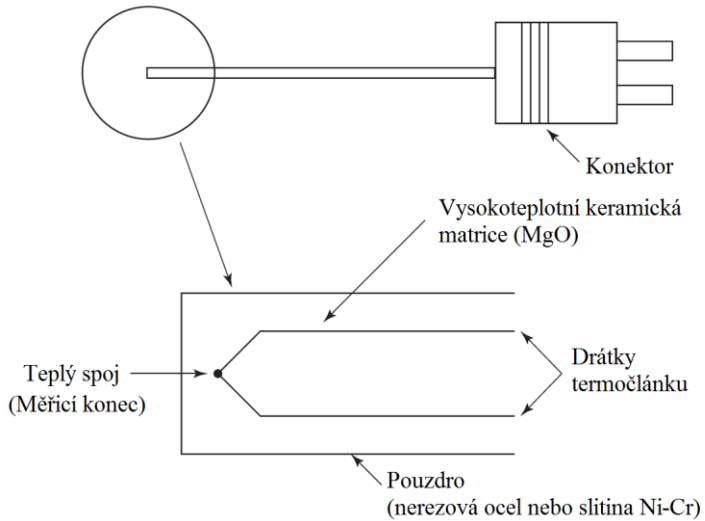 Konektor
Vysokoteplotní keramická
matrice (MgO)
Teplý spoj
(Měřicí konec)
Drátky
termočlánku
Pouzdro
(nerezová ocel nebo slitina Ni-Cr)